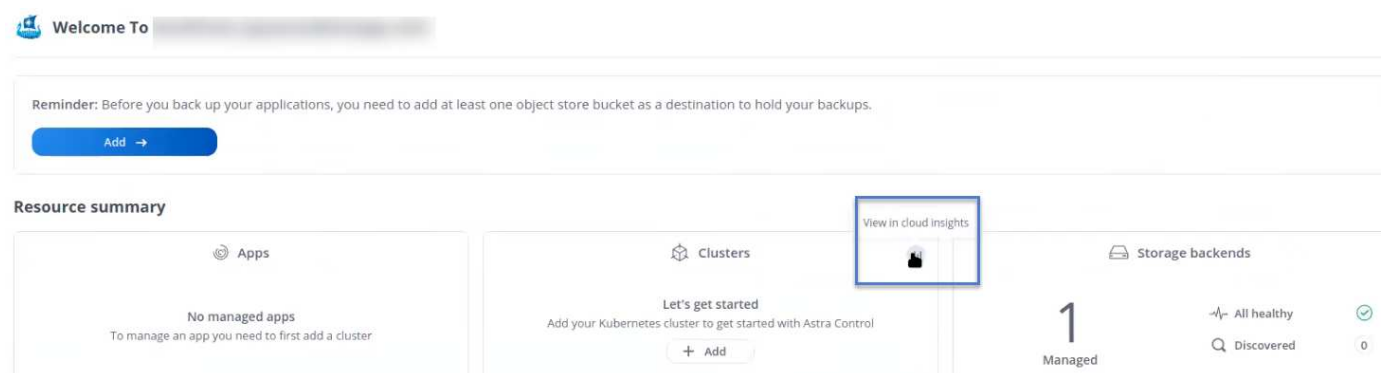 Welcome To
Reminder: Before you back up your applications, you need to add at least one object store bucket as a destination to hold your backups.
Add →
Resource summary
View in cloud insights
Apps
Clusters
Storage backends
No managed apps
To manage an app you need to first add a cluster
Let's get started
Add your Kubernetes cluster to get started with Astra Control
+ Add
1
Managed
All healthy
Discovered 0